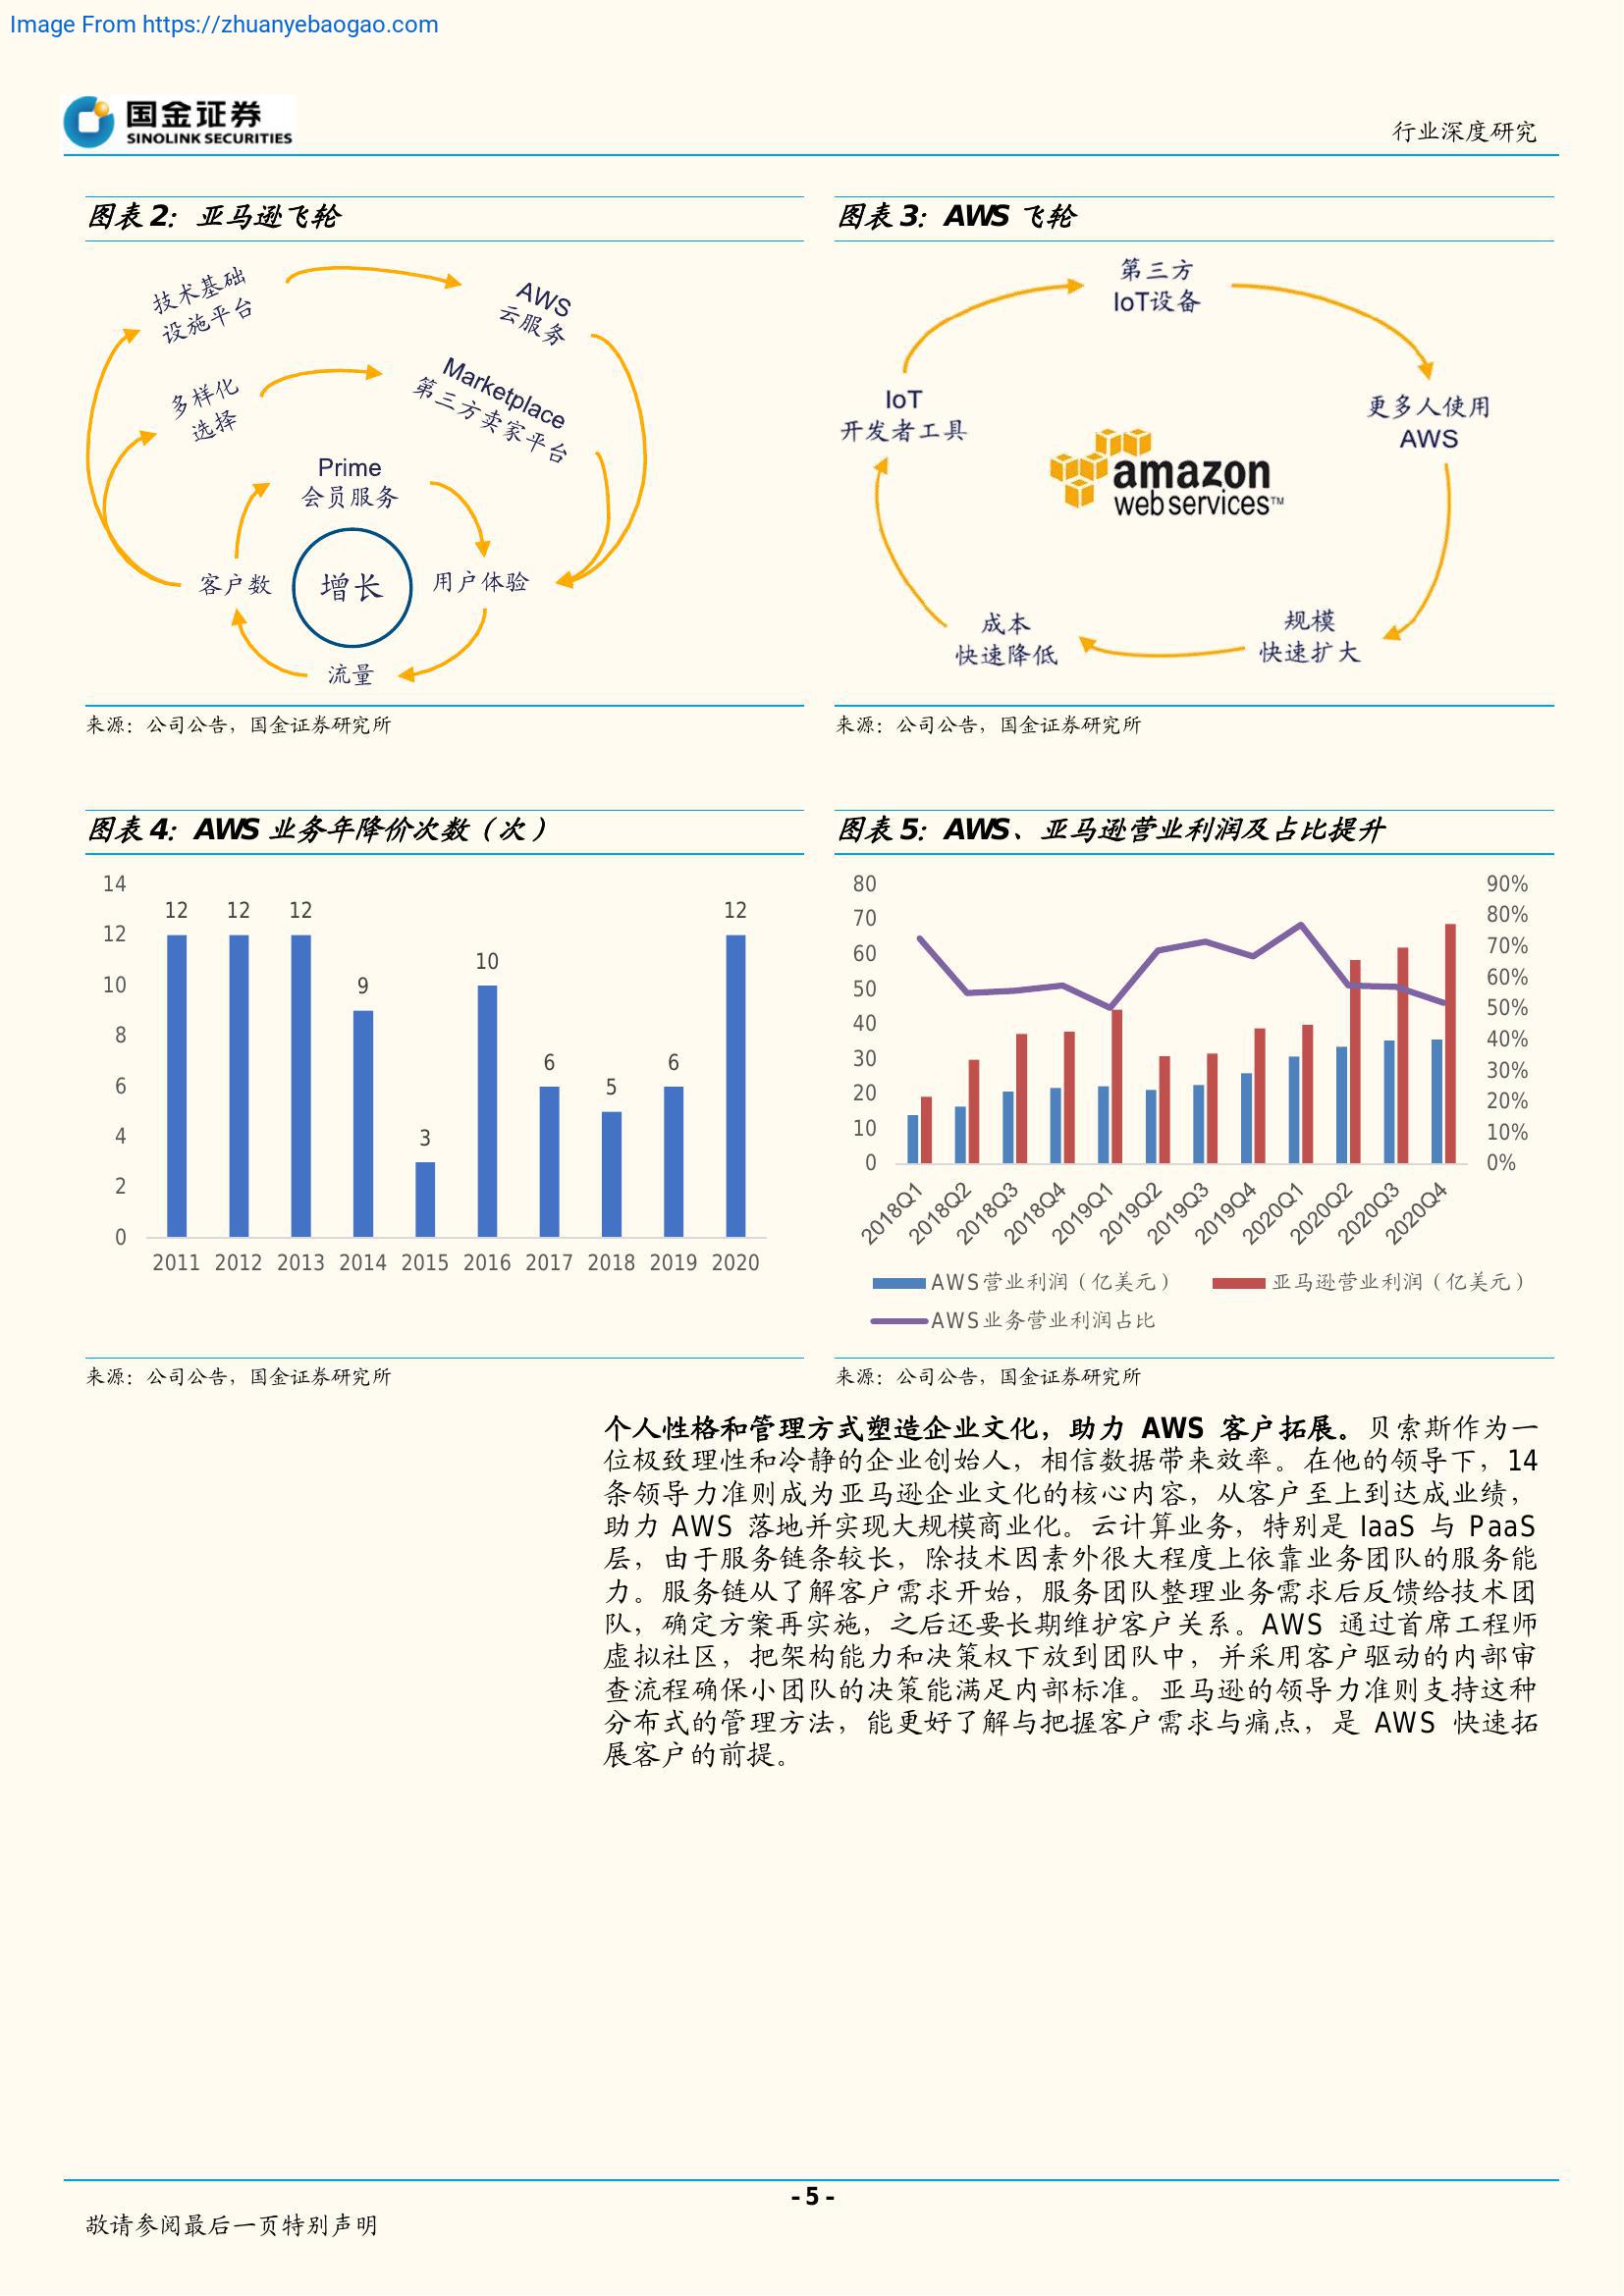 Image From https://zhuanyebaogao.com
国金证券
SINOLINK SECURITIES
行业深度研究
图表 2：亚马逊飞轮
技术基础
设施平台
AWS
云服务
多样化
选择
Marketplace
第三方卖家平台
Prime
会员服务
客户数
增长
用户体验
流量
来源：公司公告，国金证券研究所
图表 3：AWS 飞轮
第三方
IoT设备
IoT
开发者工具
更多人使用
AWS
amazon
web services™
成本
快速降低
规模
快速扩大
来源：公司公告，国金证券研究所
图表 4：AWS 业务年降价次数（次）
14
12
10
8
6
4
2
0
12 12 12 9 3 10 6 5 6 12
2011 2012 2013 2014 2015 2016 2017 2018 2019 2020
来源：公司公告，国金证券研究所
图表 5：AWS、亚马逊营业利润及占比提升
80
70
60
50
40
30
20
10
0
90%
80%
70%
60%
50%
40%
30%
20%
10%
0%
2018Q1 2018Q2 2018Q3 2018Q4 2019Q1 2019Q2 2019Q3 2019Q4 2020Q1 2020Q2 2020Q3 2020Q4
AWS营业利润（亿美元） 亚马逊营业利润（亿美元）
AWS业务营业利润占比
来源：公司公告，国金证券研究所
个人性格和管理方式塑造企业文化，助力 AWS 客户拓展。贝索斯作为一
位极致理性和冷静的企业创始人，相信数据带来效率。在他的领导下，14
条领导力准则成为亚马逊企业文化的核心内容，从客户至上到达成业绩，
助力 AWS 落地并实现大规模商业化。云计算业务，特别是 IaaS 与 PaaS
层，由于服务链条较长，除技术因素外很大程度上依靠业务团队的服务能
力。服务链从了解客户需求开始，服务团队整理业务需求后反馈给技术团
队，确定方案再实施，之后还要长期维护客户关系。AWS 通过首席工程师
虚拟社区，把架构能力和决策权下放到团队中，并采用客户驱动的内部审
查流程确保小团队的决策能满足内部标准。亚马逊的领导力准则支持这种
分布式的管理方法，能更好了解与把握客户需求与痛点，是 AWS 快速拓
展客户的前提。
- 5 -
敬请参阅最后一页特别声明